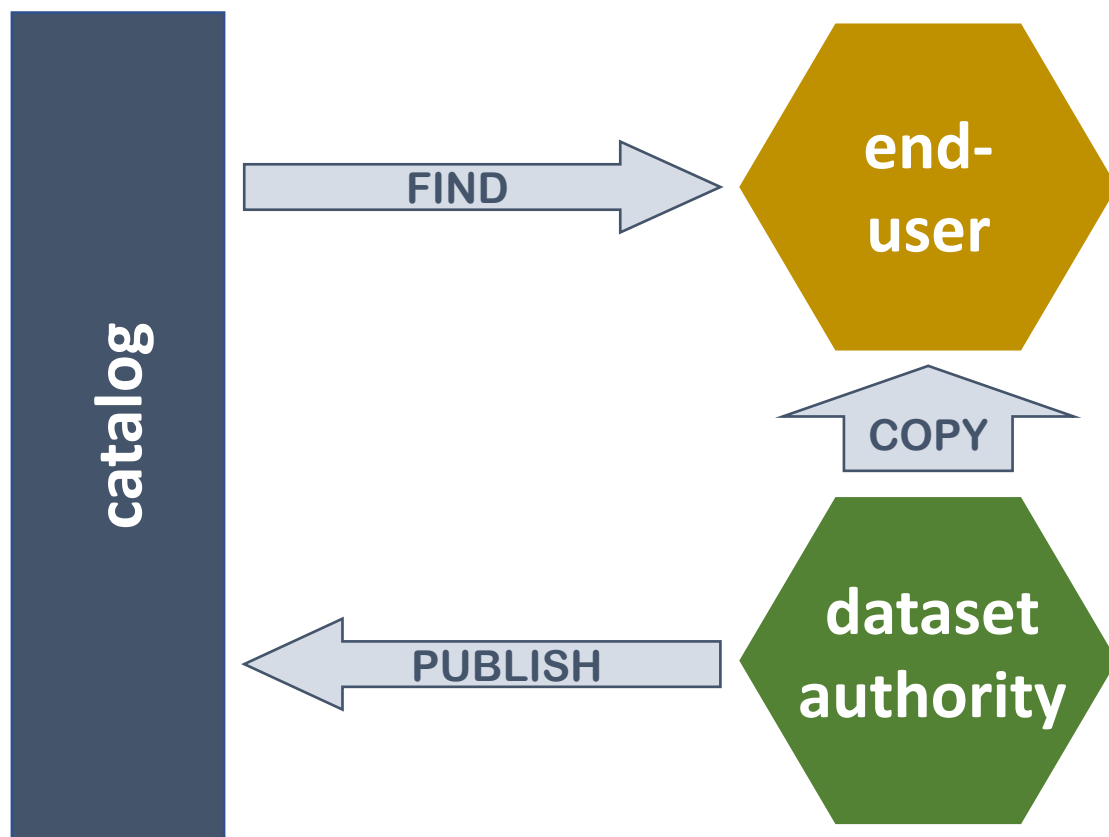 catalog
FIND
end-
user
COPY
PUBLISH
dataset
authority